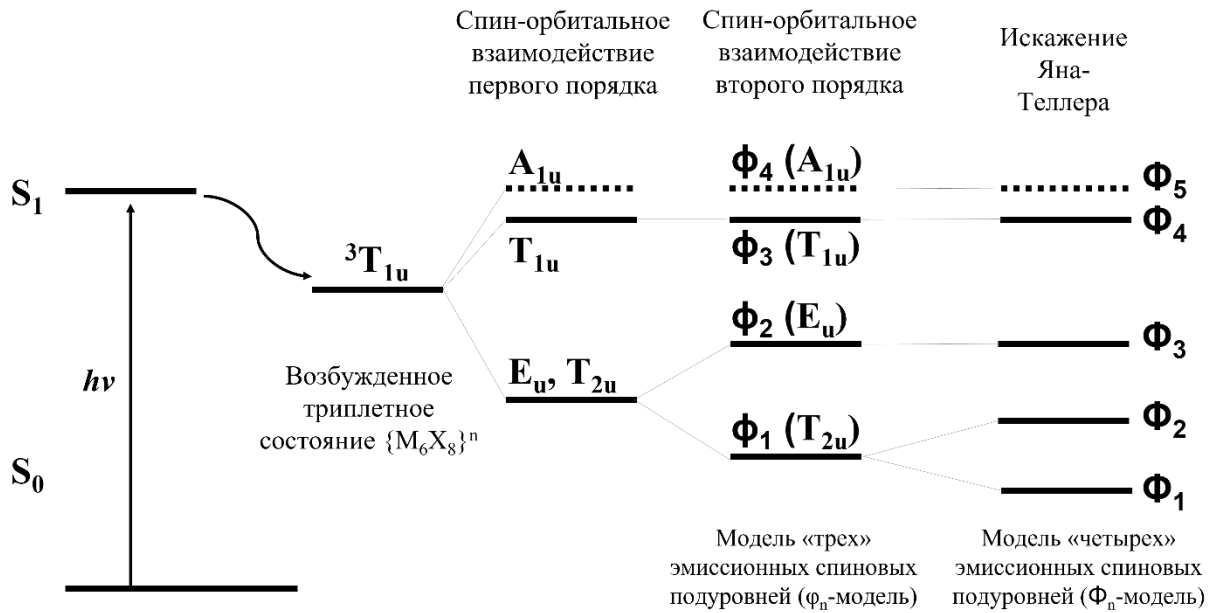 Спин-орбитальное
взаимодействие
первого порядка
Спин-орбитальное
взаимодействие
второго порядка
Искажение
Яна-
Теллера
S₁
A₁ᵤ
ϕ₄ (A₁ᵤ)
Φ₅
Φ₄
³T₁ᵤ
T₁ᵤ
ϕ₃ (T₁ᵤ)
ϕ₂ (Eᵤ)
Φ₃
hν
Возбужденное
триплетное
состояние {M₆X₈}ⁿ
Eᵤ, T₂ᵤ
ϕ₁ (T₂ᵤ)
Φ₂
Φ₁
S₀
Модель «трех»
эмиссионных спиновых
подуровней (φₙ-модель)
Модель «четырех»
эмиссионных спиновых
подуровней (Φₙ-модель)